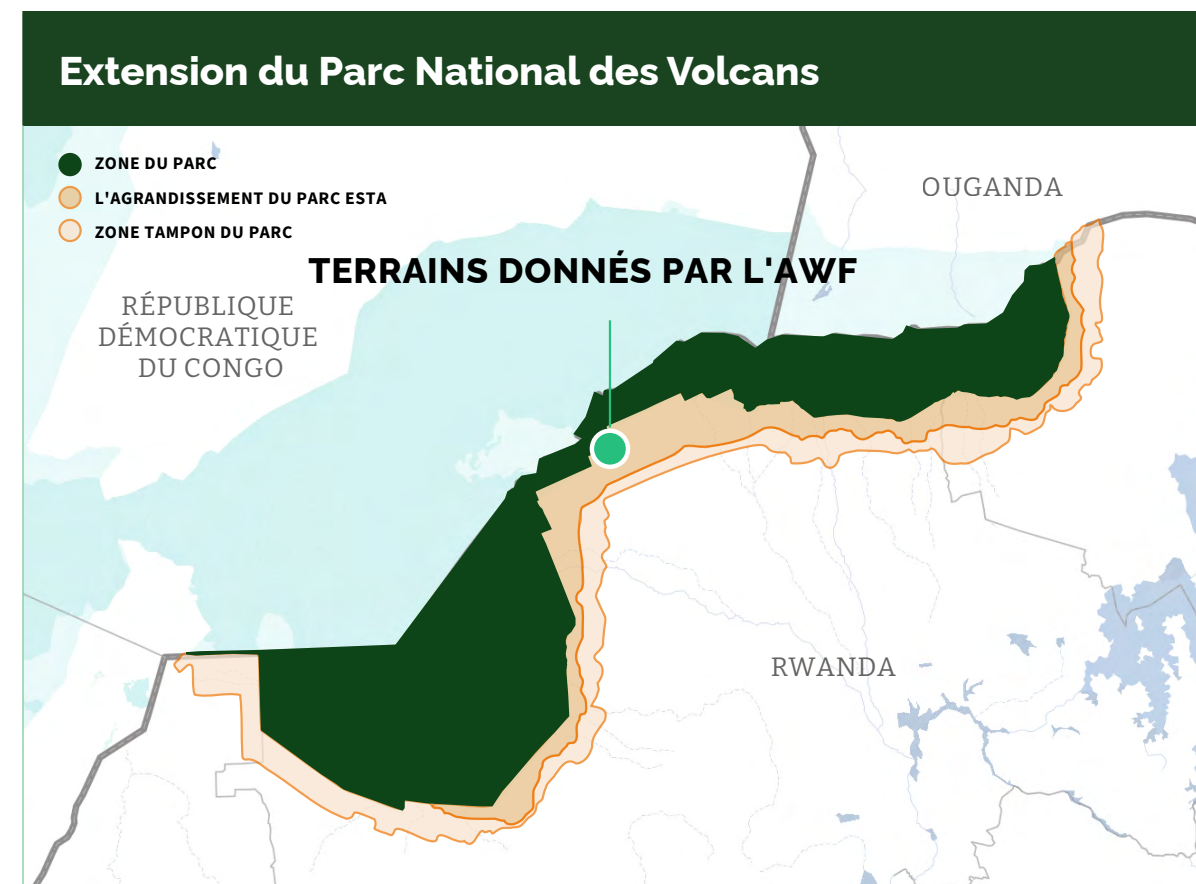 Extension du Parc National des Volcans
ZONE DU PARC
L'AGRANDISSEMENT DU PARC ESTA
ZONE TAMPON DU PARC
OUGANDA
TERRAINS DONNÉS PAR L'AWF
RÉPUBLIQUE
DÉMOCRATIQUE
DU CONGO
RWANDA